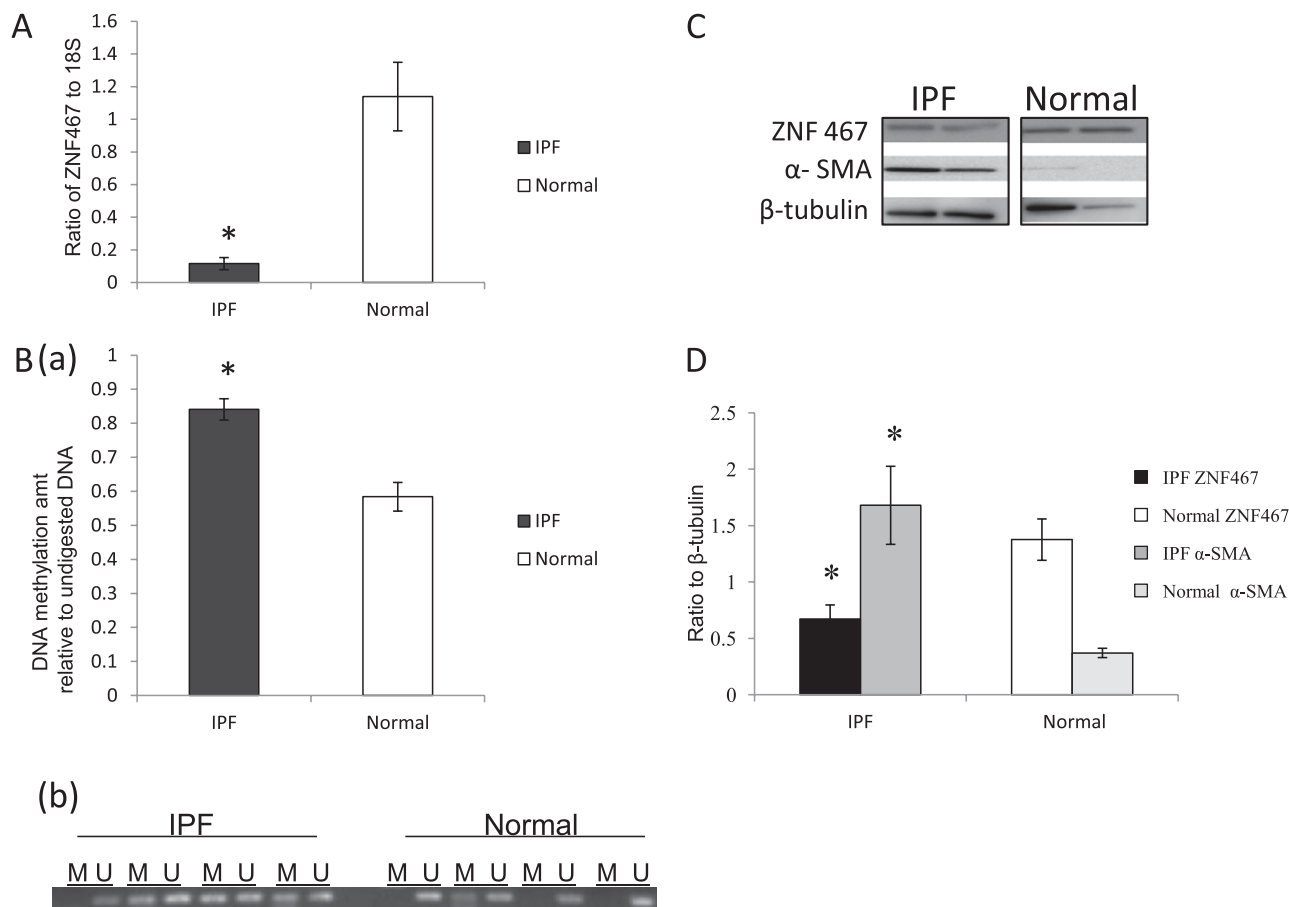 A
Ratio of ZNF467 to 18S
1.6
1.4
1.2
1
0.8
0.6
0.4
0.2
0
*
IPF
Normal
IPF
Normal
B (a)
DNA methylation amt
relative to undigested DNA
1
0.9
0.8
0.7
0.6
0.5
0.4
0.3
0.2
0.1
0
*
IPF
Normal
IPF
Normal
(b)
IPF Normal
M U M U M U M U M U M U M U M U
C
IPF Normal
ZNF 467
α- SMA
β-tubulin
D
Ratio to β-tubulin
2.5
2
1.5
1
0.5
0
*
*
IPF
Normal
IPF ZNF467
Normal ZNF467
IPF α-SMA
Normal α-SMA